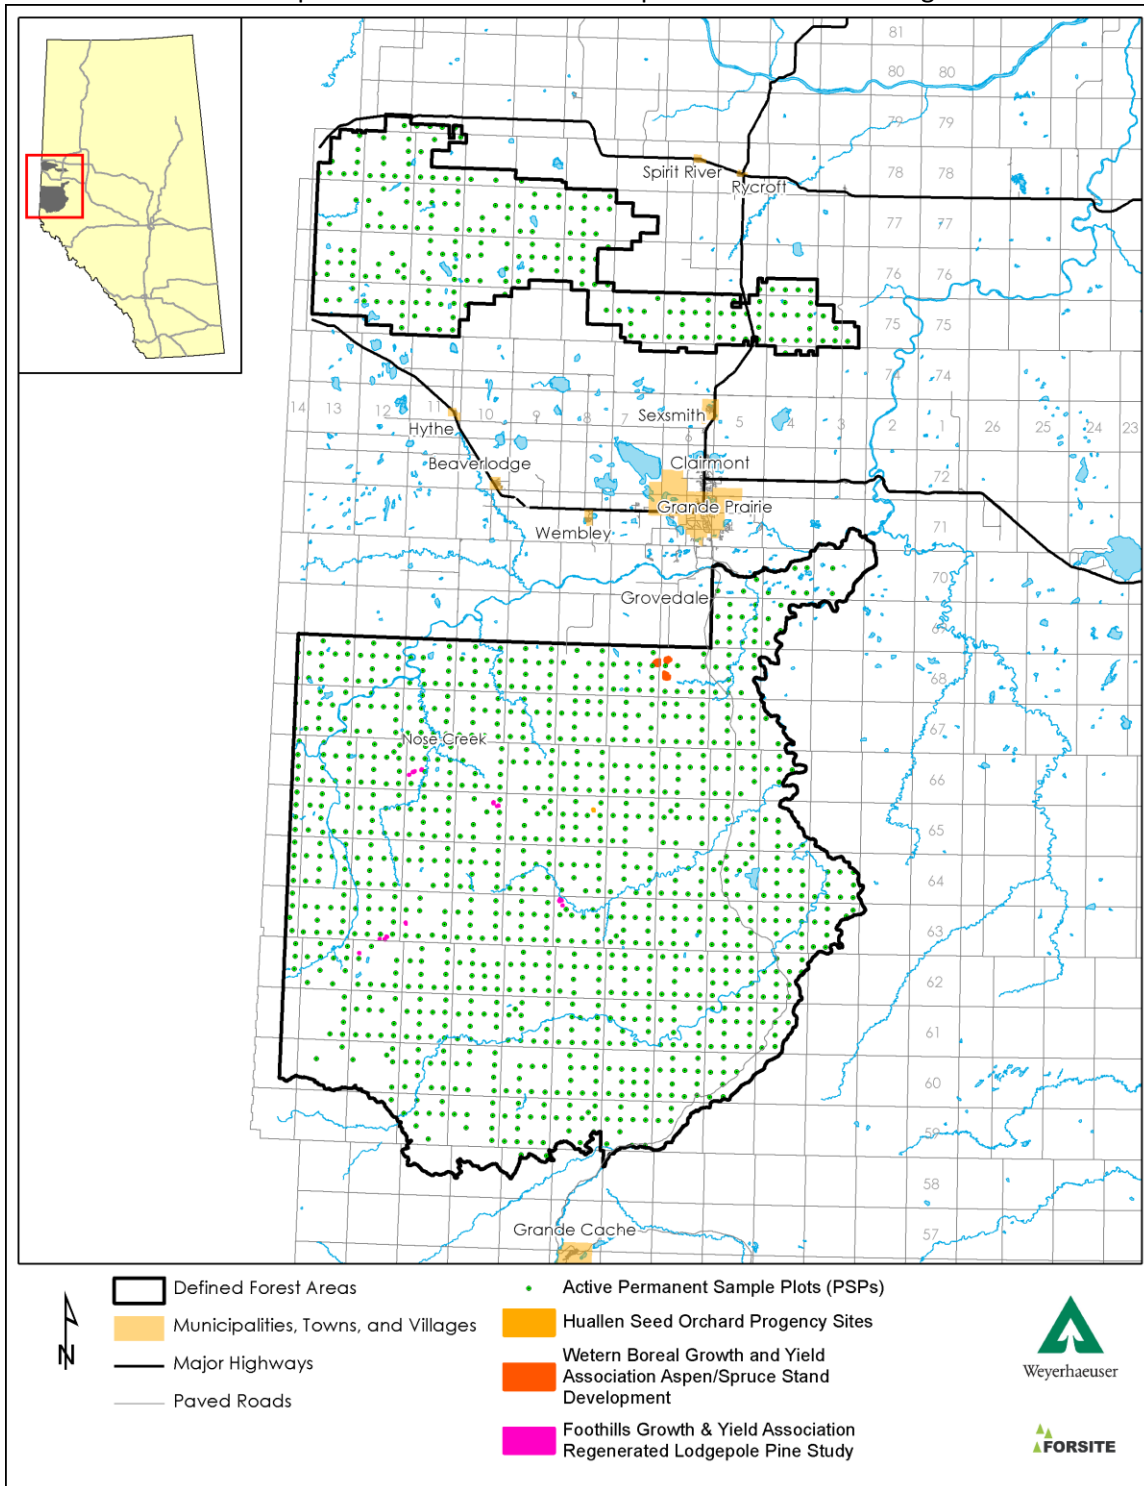 81
80 80
79 79
Spirit River
78 78
Rycroft
77 77
76 76
75 75
74 74
14 13 12 11 10 9 8 7 6 5 4 3 2 1 26 25 24 23
Sexsmith
Hythe
Beaverlodge
Clairmont
72
Grande Prairie
Wembley
71
70
Grovedale
69
68
67
Nose Creek
66
65
64
63
62
61
60
59
58
57
Grande Cache
N
Defined Forest Areas
Municipalities, Towns, and Villages
Major Highways
Paved Roads
Active Permanent Sample Plots (PSPs)
Huallen Seed Orchard Progency Sites
Wetern Boreal Growth and Yield
Association Aspen/Spruce Stand
Development
Foothills Growth & Yield Association
Regenerated Lodgepole Pine Study
Weyerhaeuser
FORSITE